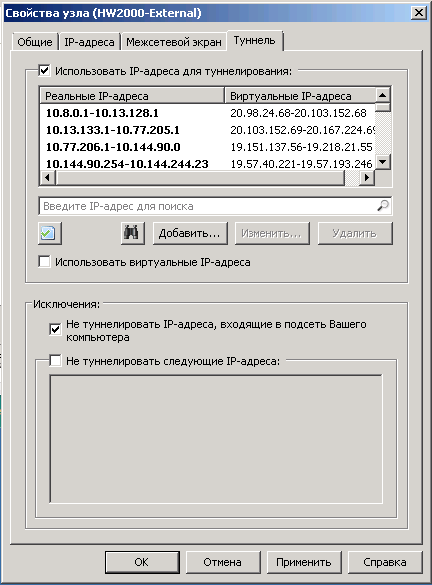 Свойства узла (HW2000-External)
Общие IP-адреса Межсетевой экран Туннель
Использовать IP-адреса для туннелирования:
Реальные IP-адреса Виртуальные IP-адреса
10.8.0.1-10.13.128.1 20.98.24.68-20.103.152.68
10.13.133.1-10.77.205.1 20.103.152.69-20.167.224.69
10.77.206.1-10.144.90.0 19.151.137.56-19.218.21.55
10.144.90.254-10.144.244.23 19.57.40.221-19.57.193.246
Введите IP-адрес для поиска
Добавить... Изменить... Удалить
Использовать виртуальные IP-адреса
Исключения:
Не туннелировать IP-адреса, входящие в подсеть Вашего
компьютера
Не туннелировать следующие IP-адреса:
OK Отмена Применить Справка